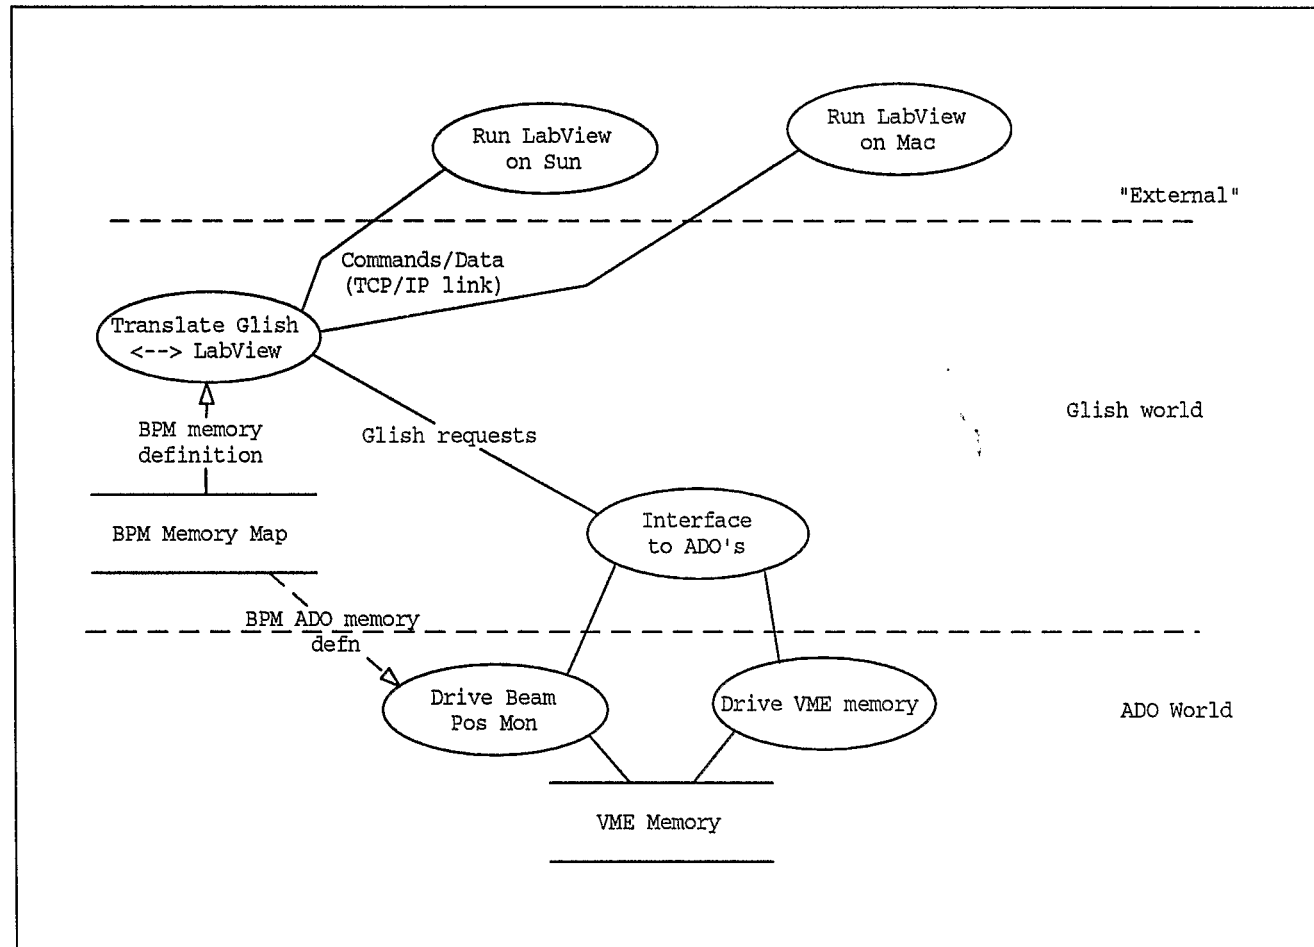 Run LabView
on Sun
Run LabView
on Mac
"External"
Commands/Data
(TCP/IP link)
Translate Glish
<--> LabView
Glish world
BPM memory
definition
Glish requests
BPM Memory Map
Interface
to ADO's
BPM ADO memory
defn
Drive Beam
Pos Mon
Drive VME memory
ADO World
VME Memory